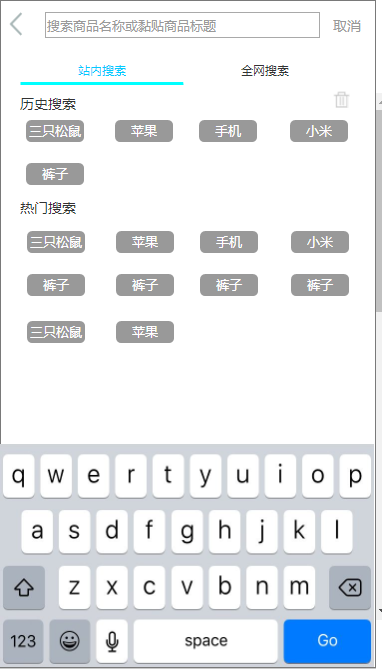 搜索商品名称或黏贴商品标题 取消
站内搜索 全网搜索
历史搜索
三只松鼠 苹果 手机 小米
裤子
热门搜索
三只松鼠 苹果 手机 小米
裤子 裤子 裤子 裤子
三只松鼠 苹果
q w e r t y u i o p
a s d f g h j k l
z x c v b n m
123 space Go